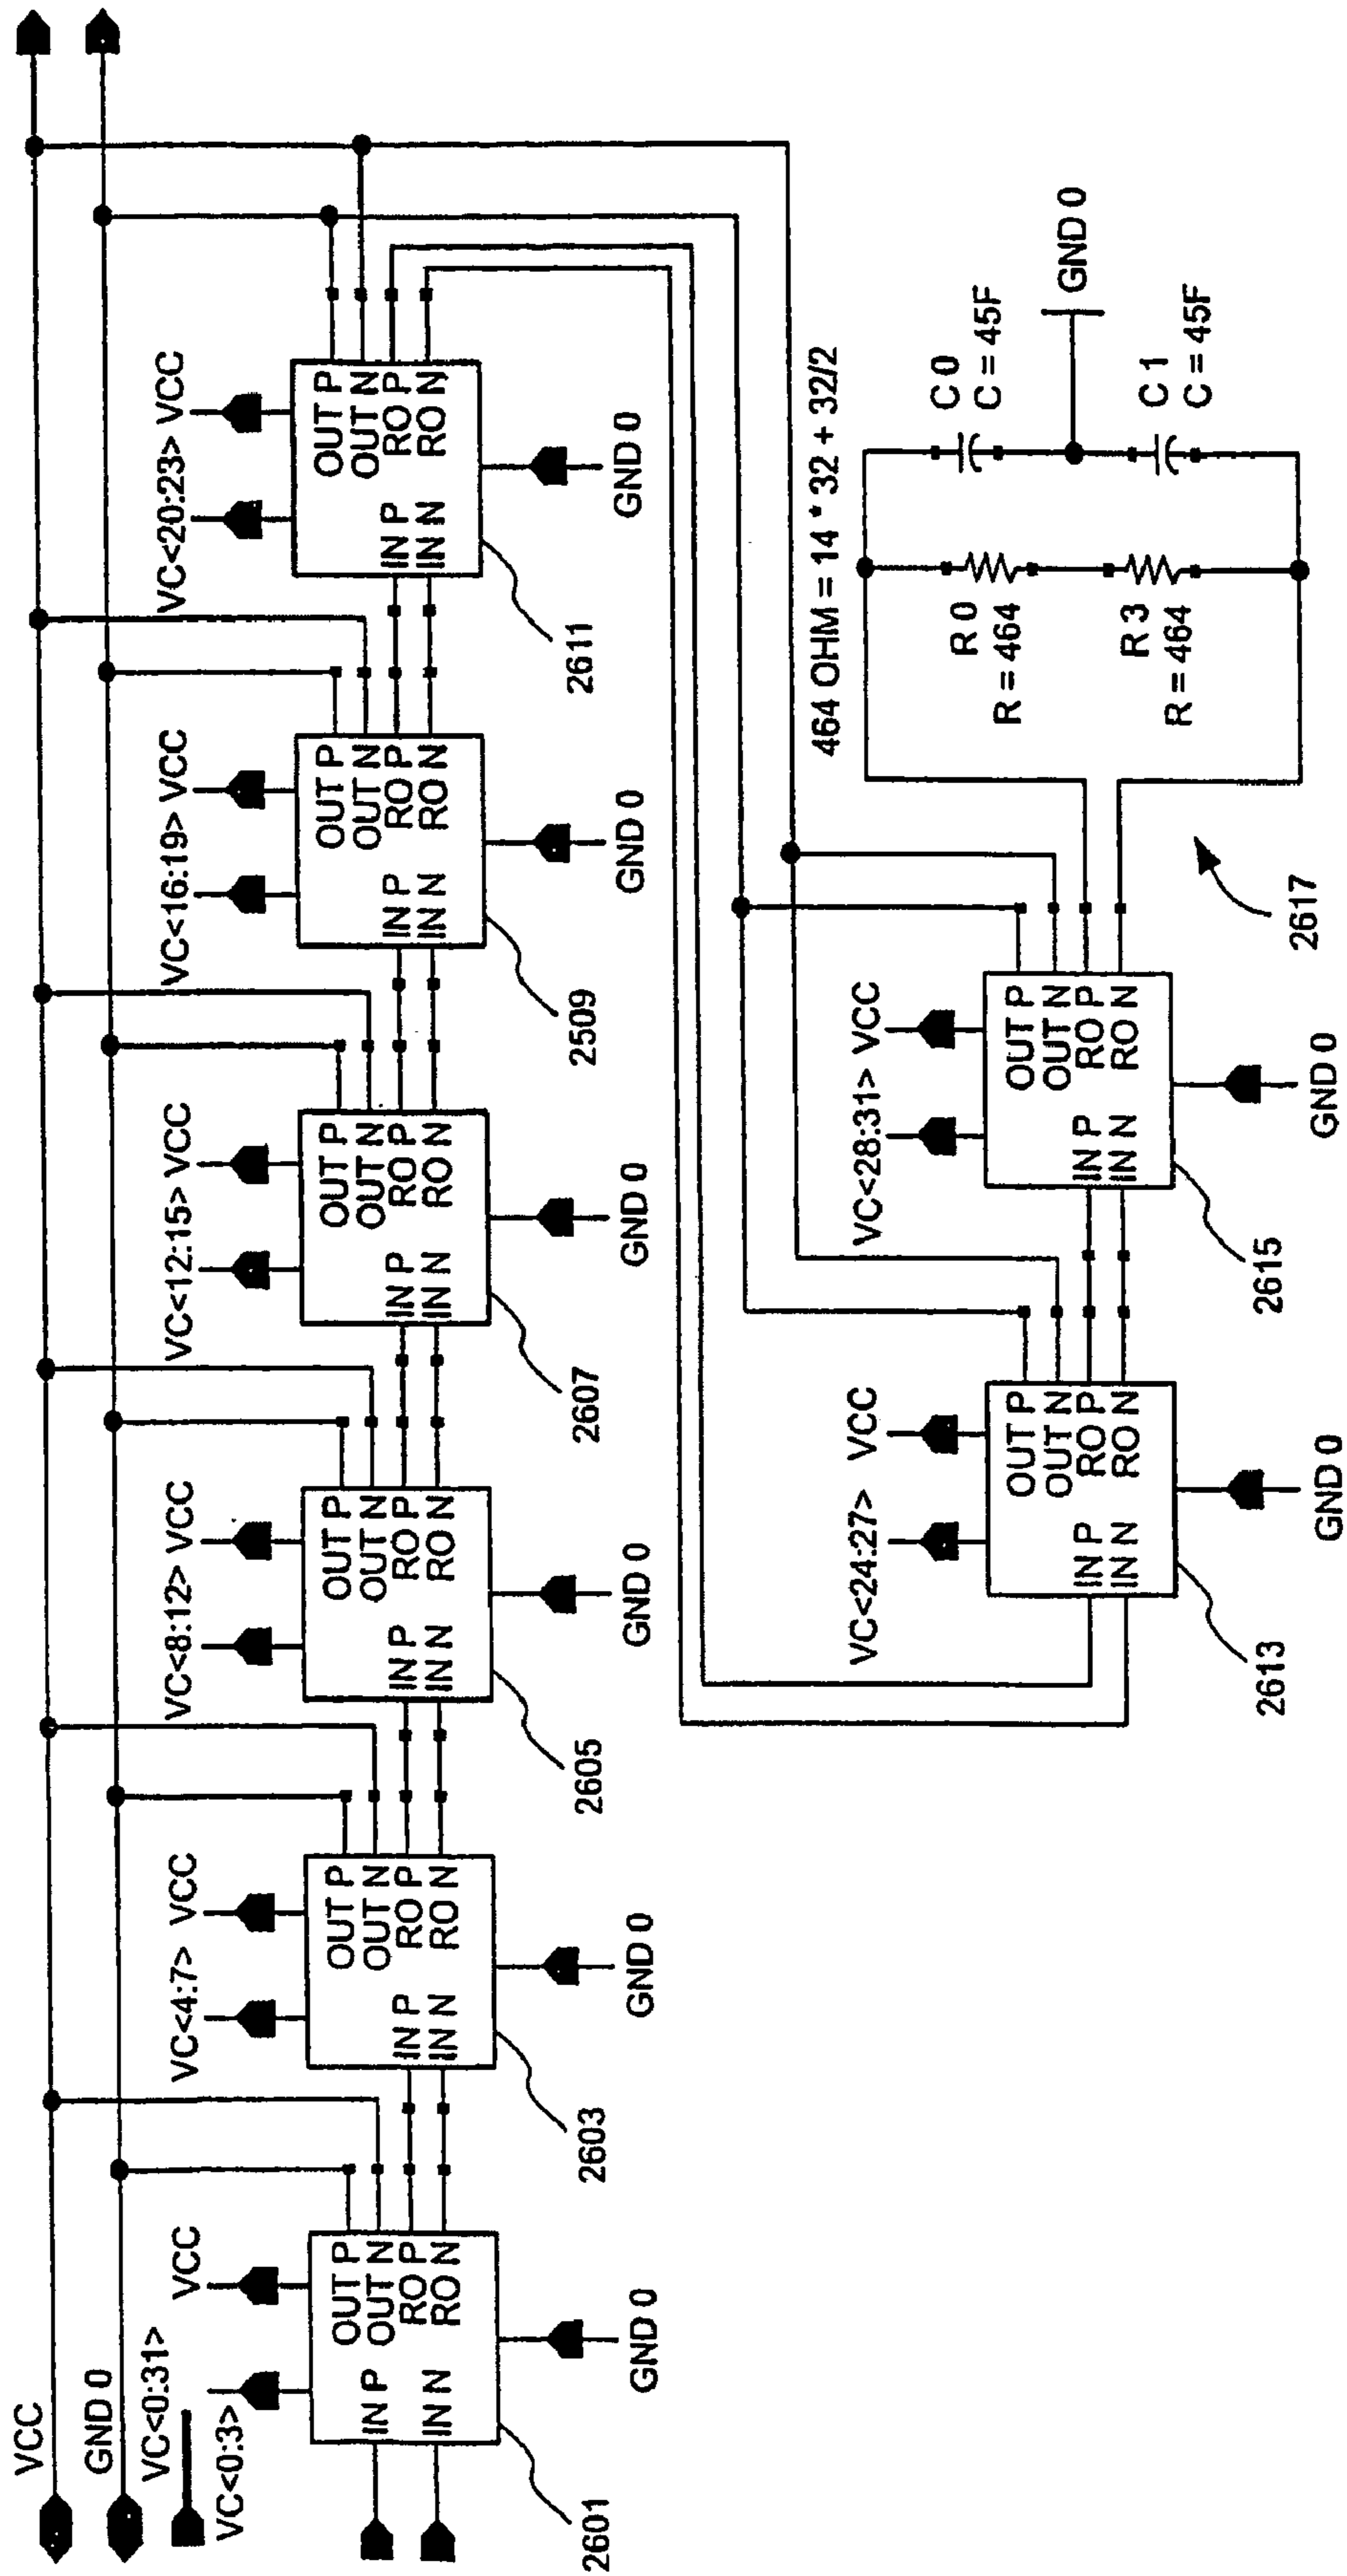 VCC
GND 0
VC<0:31>
VC<0:3>
VCC
IN P
IN N
OUT P
OUT N
RO P
RO N
GND 0
2601
VC<4:7>
VCC
IN P
IN N
OUT P
OUT N
RO P
RO N
GND 0
2603
VC<8:12>
VCC
IN P
IN N
OUT P
OUT N
RO P
RO N
GND 0
2605
VC<12:15>
VCC
IN P
IN N
OUT P
OUT N
RO P
RO N
GND 0
2607
VC<16:19>
VCC
IN P
IN N
OUT P
OUT N
RO P
RO N
GND 0
2509
VC<20:23>
VCC
IN P
IN N
OUT P
OUT N
RO P
RO N
GND 0
2611
VC<24:27>
VCC
IN P
IN N
OUT P
OUT N
RO P
RO N
GND 0
2613
VC<28:31>
VCC
IN P
IN N
OUT P
OUT N
RO P
RO N
GND 0
2615
464 OHM = 14 * 32 + 32/2
R 0
R = 464
R 3
R = 464
C 0
C = 45F
C 1
C = 45F
GND 0
2617